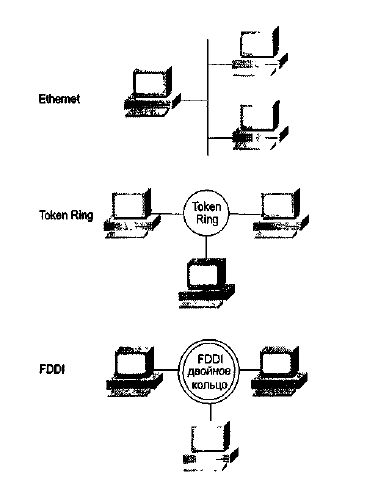 Ethernet
Token Ring
Token
Ring
FDDI
FDDI
двойное
кольцо